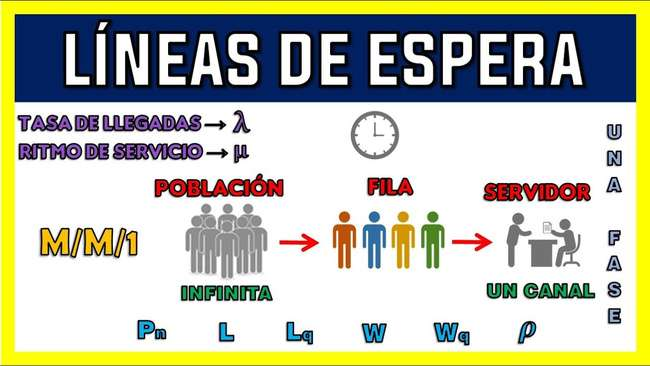 LÍNEAS DE ESPERA
TASA DE LLEGADAS → λ
RITMO DE SERVICIO → μ
POBLACIÓN
FILA
SERVIDOR
M/M/1
INFINITA
UN CANAL
UNA FASE
Pn L Lq W Wq ρ